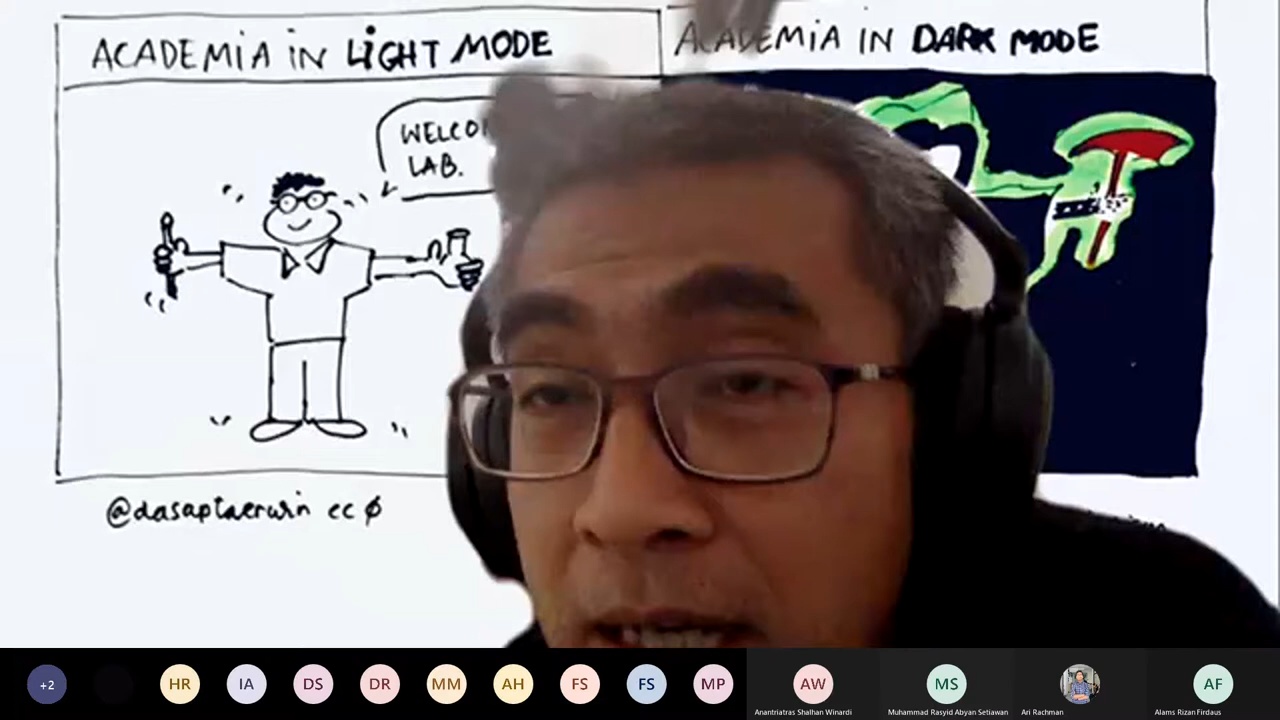 ACADEMIA IN LIGHT MODE
ACADEMIA IN DARK MODE
WELCO
LAB.
@dasaptaerwin cc 0
+2
HR
IA
DS
DR
MM
AH
FS
FS
MP
AW
MS
AF
Anantriatras Shalhan Winardi
Muhammad Rasyid Abyan Setiawan
Ari Rachman
Alams Rizan Firdaus